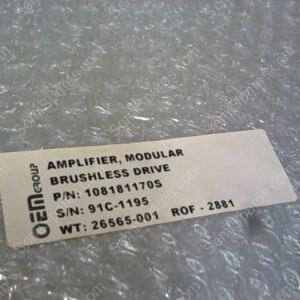 OEM GROUP
AMPLIFIER, MODULAR
BRUSHLESS DRIVE
P/N: 108181170S
S/N: 91C-1195
WT: 26565-001 ROF - 2881